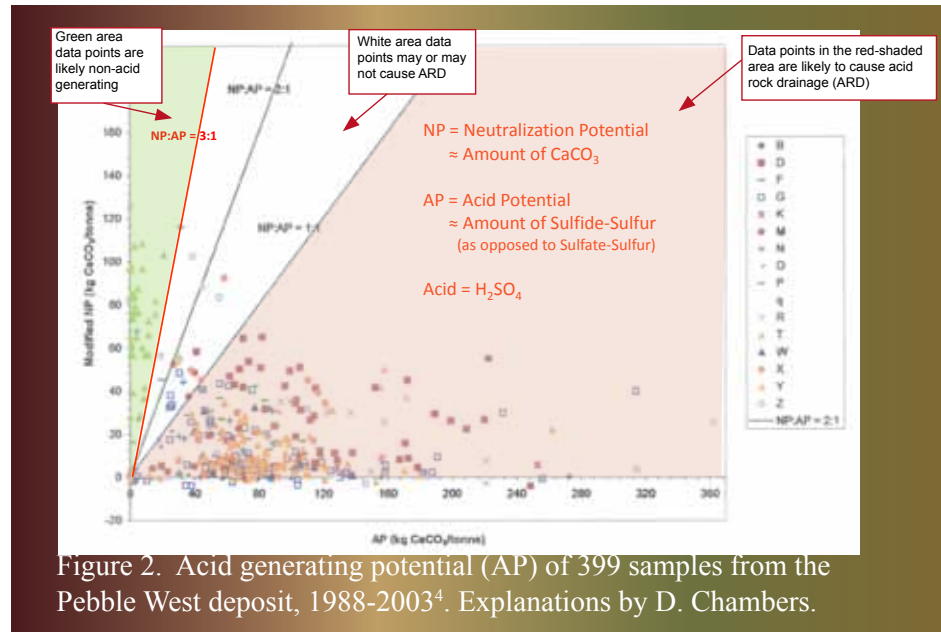 Green area
data points are
likely non-acid
generating
White area data
points may or may
not cause ARD
Data points in the red-shaded
area are likely to cause acid
rock drainage (ARD)
NP:AP = 3:1
NP:AP = 2:1
NP:AP = 1:1
NP = Neutralization Potential
≈ Amount of CaCO₃
AP = Acid Potential
≈ Amount of Sulfide-Sulfur
(as opposed to Sulfate-Sulfur)
Acid = H₂SO₄
Modified NP (kg CaCO₃/tonne)
160
140
120
100
80
60
40
20
0
-20
0 40 80 120 160 200 240 280 320 360
AP (kg CaCO₃/tonne)
B
D
F
G
K
M
N
P
q
R
T
W
X
Y
Z
NP:AP = 2:1
Figure 2. Acid generating potential (AP) of 399 samples from the
Pebble West deposit, 1988-2003⁴. Explanations by D. Chambers.